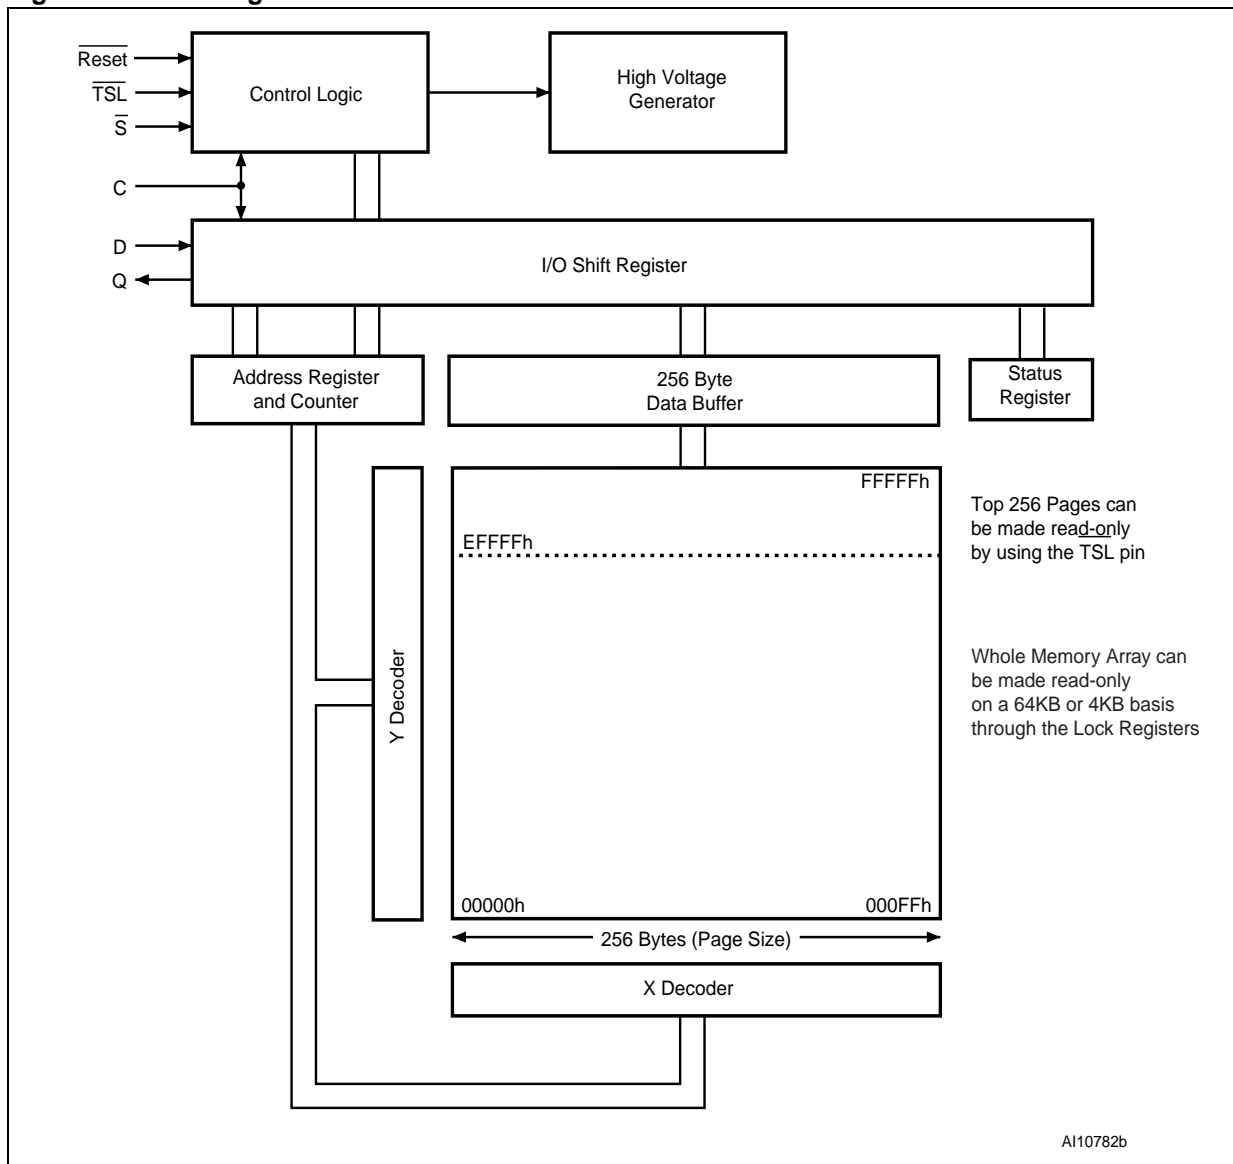 Reset
TSL
S
C
D
Q
Control Logic
High Voltage
Generator
I/O Shift Register
Address Register
and Counter
256 Byte
Data Buffer
Status
Register
Y Decoder
FFFFFh
EFFFFh
00000h
000FFh
256 Bytes (Page Size)
X Decoder
Top 256 Pages can
be made read-only
by using the TSL pin
Whole Memory Array can
be made read-only
on a 64KB or 4KB basis
through the Lock Registers
AI10782b